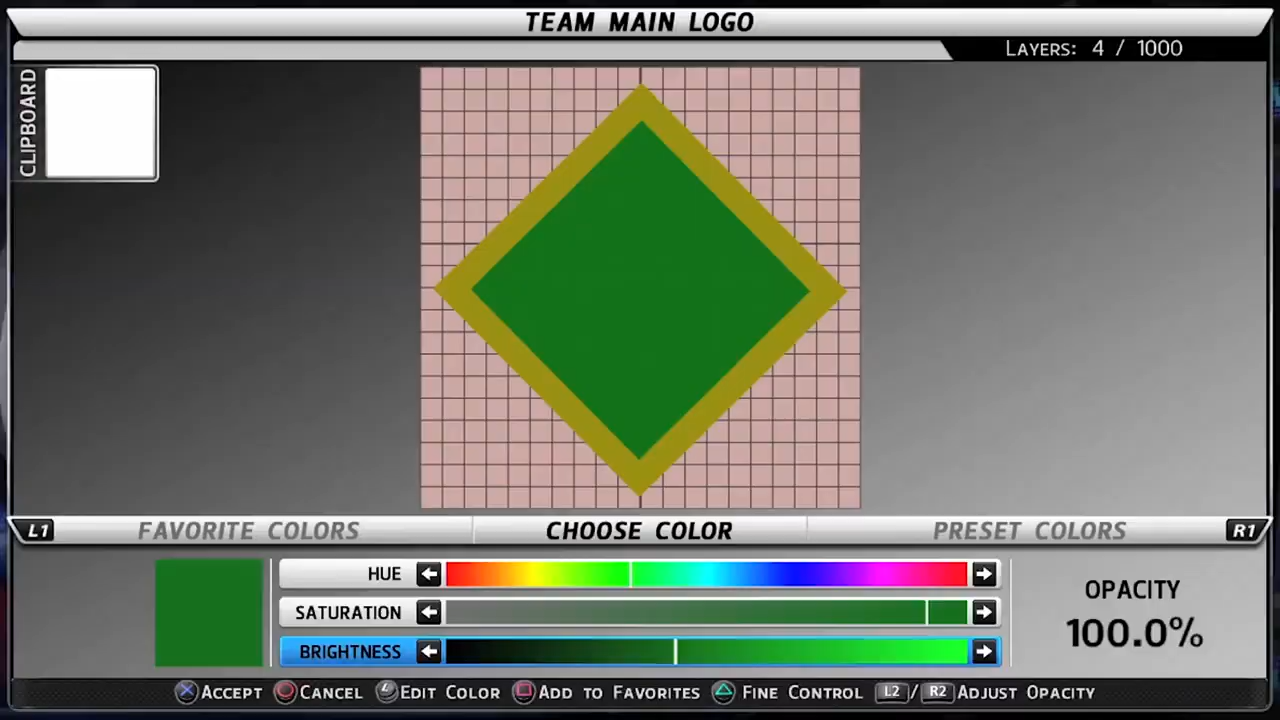 TEAM MAIN LOGO
LAYERS: 4 / 1000
CLIPBOARD
L1 FAVORITE COLORS CHOOSE COLOR PRESET COLORS R1
HUE
SATURATION
BRIGHTNESS
OPACITY
100.0%
ACCEPT CANCEL L EDIT COLOR ADD TO FAVORITES FINE CONTROL L2/R2 ADJUST OPACITY